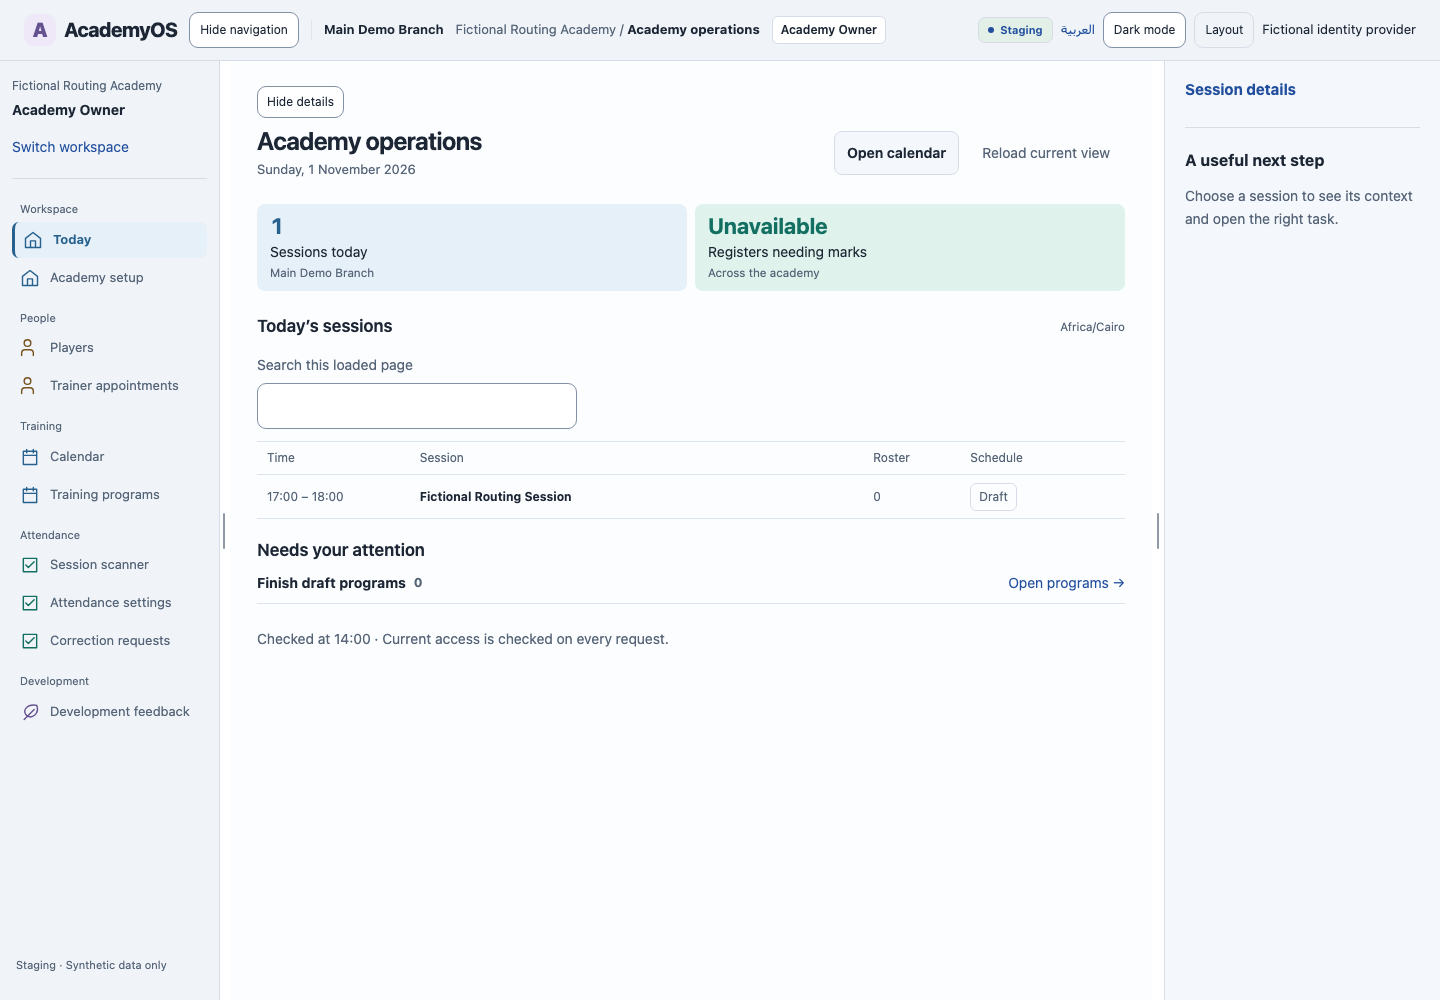 A AcademyOS Hide navigation Main Demo Branch Fictional Routing Academy / Academy operations Academy Owner Staging العربية Dark mode Layout Fictional identity provider
Fictional Routing Academy
Academy Owner
Switch workspace
Workspace
Today
Academy setup
People
Players
Trainer appointments
Training
Calendar
Training programs
Attendance
Session scanner
Attendance settings
Correction requests
Development
Development feedback
Staging · Synthetic data only
Hide details
Academy operations
Sunday, 1 November 2026
Open calendar Reload current view
1
Sessions today
Main Demo Branch
Unavailable
Registers needing marks
Across the academy
Today’s sessions Africa/Cairo
Search this loaded page
Time Session Roster Schedule
17:00 – 18:00 Fictional Routing Session 0 Draft
Needs your attention
Finish draft programs 0 Open programs →
Checked at 14:00 · Current access is checked on every request.
Session details
A useful next step
Choose a session to see its context
and open the right task.